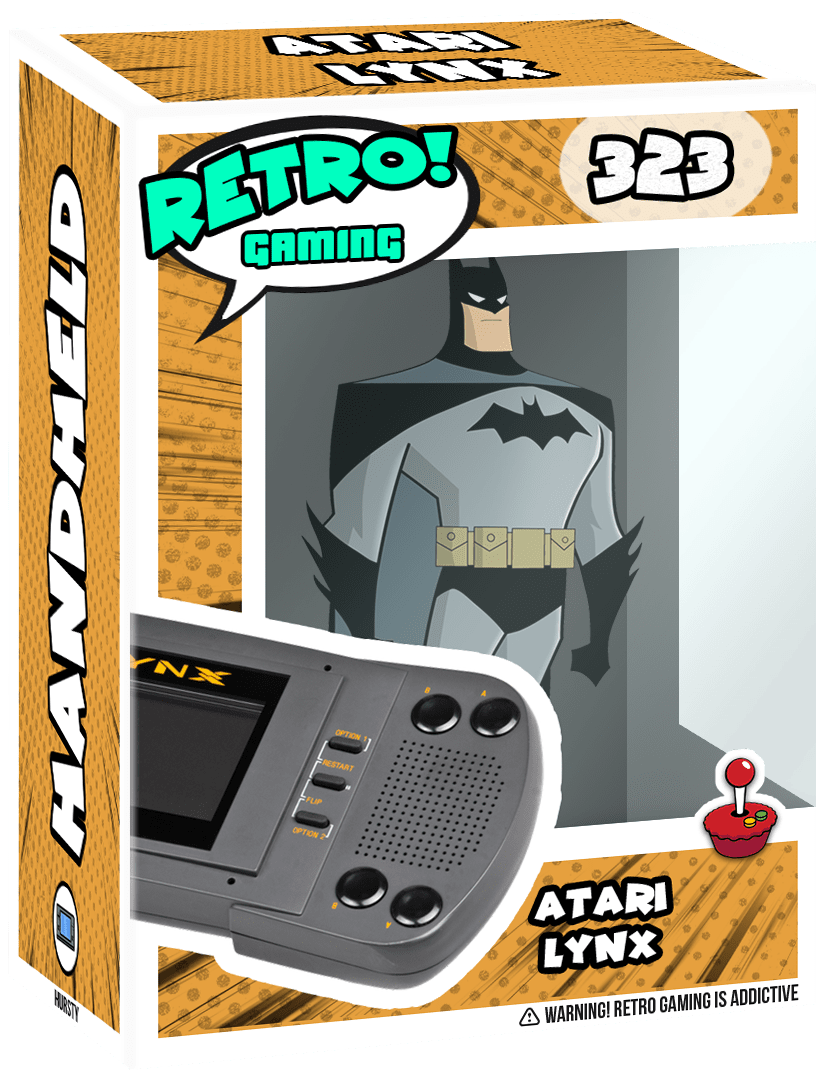 ATARI
LYNX
RETRO!
GAMING
323
HANDHELD
LYNX
B
A
OPTION 1
RESTART
FLIP
OPTION 2
B
A
ATARI
LYNX
HURSTY
WARNING! RETRO GAMING IS ADDICTIVE